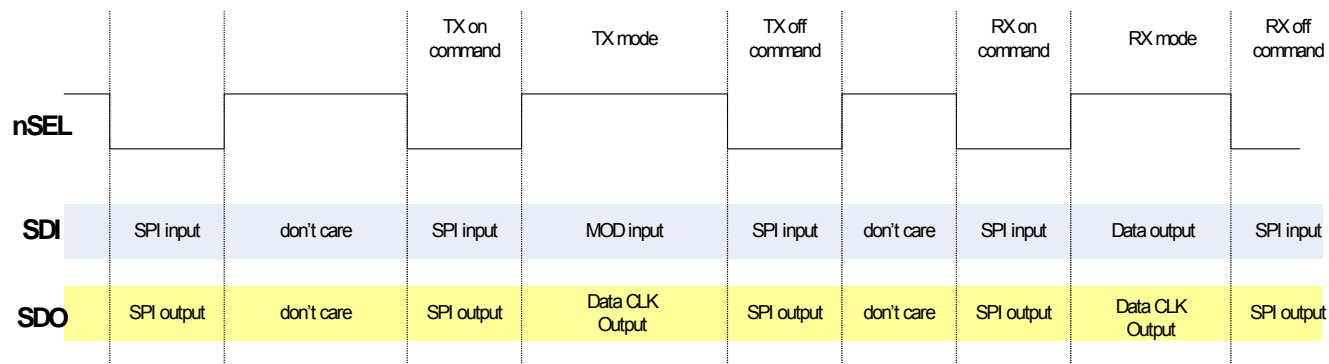 TX on
command
TX mode
TX off
command
RX on
command
RX mode
RX off
command
nSEL
SDI
SPI input
don't care
SPI input
MOD input
SPI input
don't care
SPI input
Data output
SPI input
SDO
SPI output
don't care
SPI output
Data CLK
Output
SPI output
don't care
SPI output
Data CLK
Output
SPI output